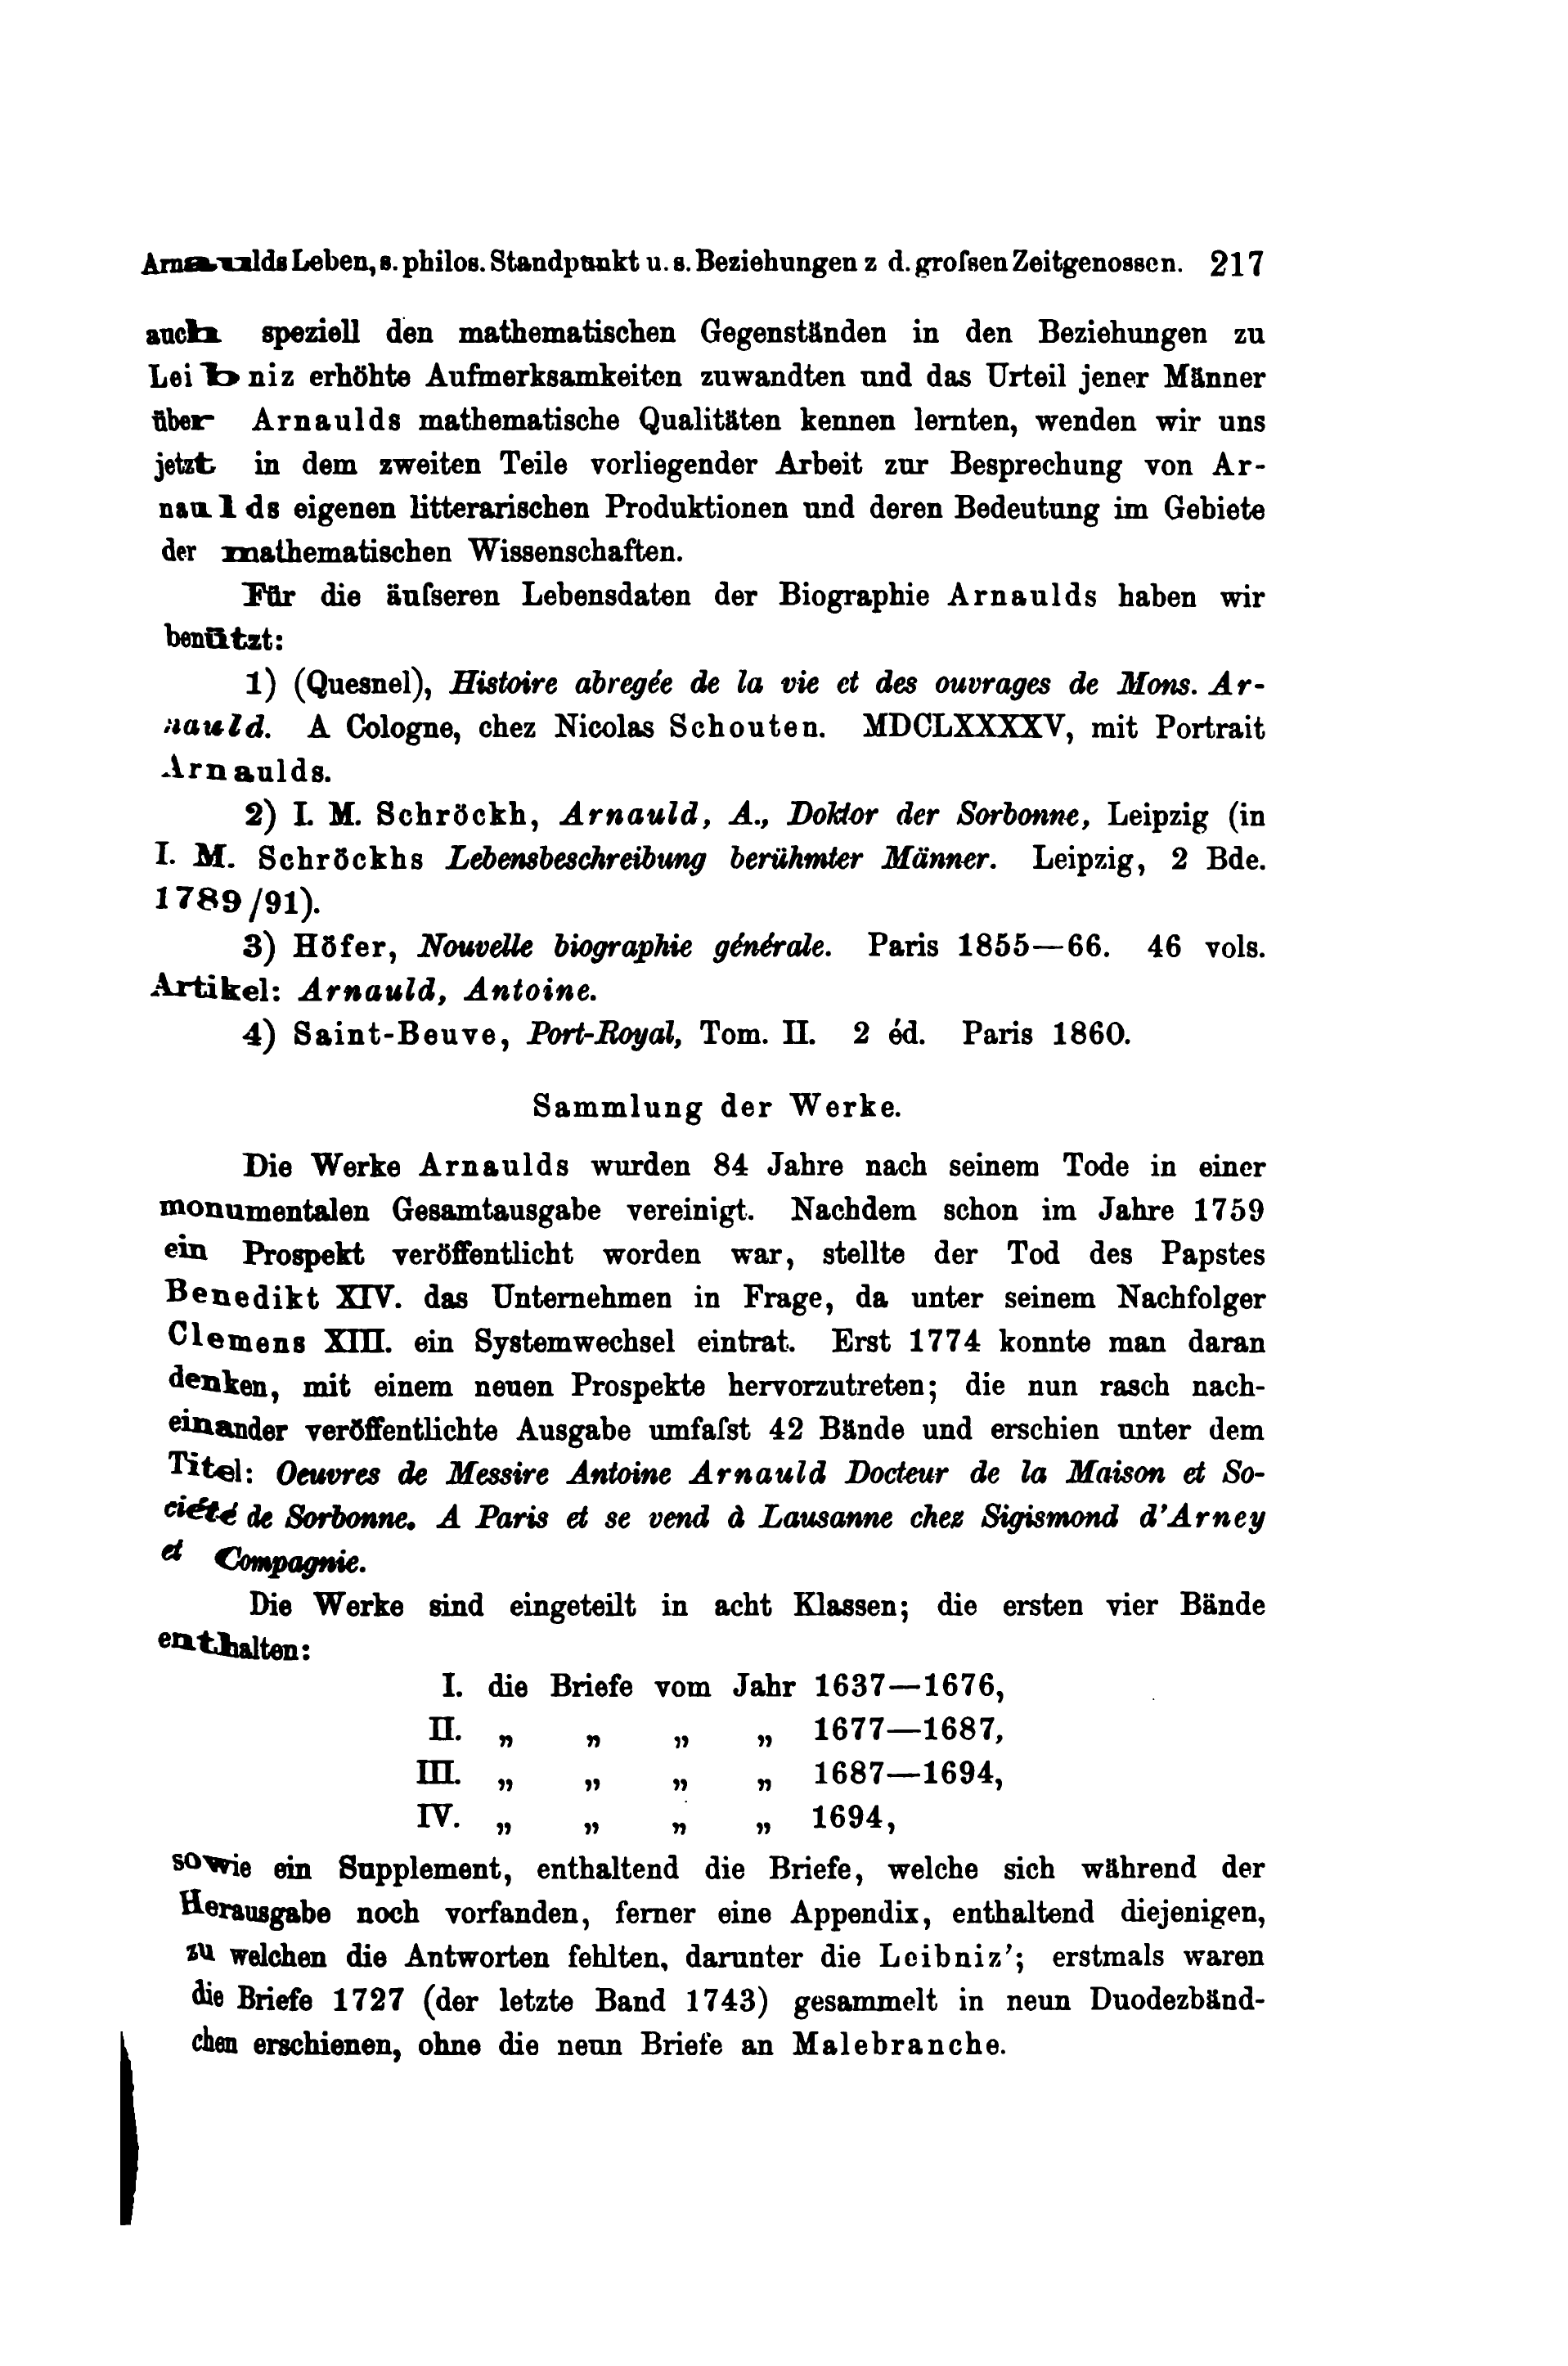 Arnaulds Leben, s. philos. Standpunkt u. s. Beziehungen z d. groſsen Zeitgenossen. 217
auch speziell den mathematischen Gegenständen in den Beziehungen zu
Leibniz erhöhte Aufmerksamkeiten zuwandten und das Urteil jener Männer
über Arnaulds mathematische Qualitäten kennen lernten, wenden wir uns
jetzt in dem zweiten Teile vorliegender Arbeit zur Besprechung von Ar-
naulds eigenen litterarischen Produktionen und deren Bedeutung im Gebiete
der mathematischen Wissenschaften.
Für die äuſseren Lebensdaten der Biographie Arnaulds haben wir
benützt:
1) (Quesnel), Histoire abregée de la vie et des ouvrages de Mons. Ar-
nauld. A Cologne, chez Nicolas Schouten. MDCLXXXXV, mit Portrait
Arnaulds.
2) I. M. Schröckh, Arnauld, A., Doktor der Sorbonne, Leipzig (in
I. M. Schröckhs Lebensbeschreibung berühmter Männer. Leipzig, 2 Bde.
1789/91).
3) Höfer, Nouvelle biographie générale. Paris 1855—66. 46 vols.
Artikel: Arnauld, Antoine.
4) Saint-Beuve, Port-Royal, Tom. II. 2 éd. Paris 1860.
Sammlung der Werke.
Die Werke Arnaulds wurden 84 Jahre nach seinem Tode in einer
monumentalen Gesamtausgabe vereinigt. Nachdem schon im Jahre 1759
ein Prospekt veröffentlicht worden war, stellte der Tod des Papstes
Benedikt XIV. das Unternehmen in Frage, da unter seinem Nachfolger
Clemens XIII. ein Systemwechsel eintrat. Erst 1774 konnte man daran
denken, mit einem neuen Prospekte hervorzutreten; die nun rasch nach-
einander veröffentlichte Ausgabe umfaſst 42 Bände und erschien unter dem
Titel: Oeuvres de Messire Antoine Arnauld Docteur de la Maison et So-
ciété de Sorbonne. A Paris et se vend à Lausanne chez Sigismond d'Arney
et Compagnie.
Die Werke sind eingeteilt in acht Klassen; die ersten vier Bände
enthalten:
I. die Briefe vom Jahr 1637—1676,
II. „ „ „ „ 1677—1687,
III. „ „ „ „ 1687—1694,
IV. „ „ „ „ 1694,
sowie ein Supplement, enthaltend die Briefe, welche sich während der
Herausgabe noch vorfanden, ferner eine Appendix, enthaltend diejenigen,
zu welchen die Antworten fehlten, darunter die Leibniz'; erstmals waren
die Briefe 1727 (der letzte Band 1743) gesammelt in neun Duodezbänd-
chen erschienen, ohne die neun Briefe an Malebranche.